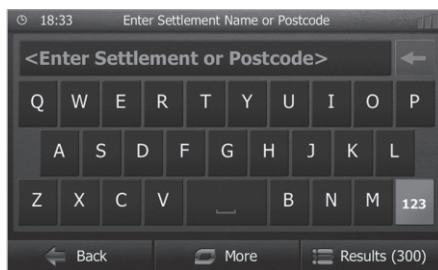 18:33 Enter Settlement Name or Postcode
<Enter Settlement or Postcode>
Q W E R T Y U I O P
A S D F G H J K L
Z X C V B N M 123
Back More Results (300)